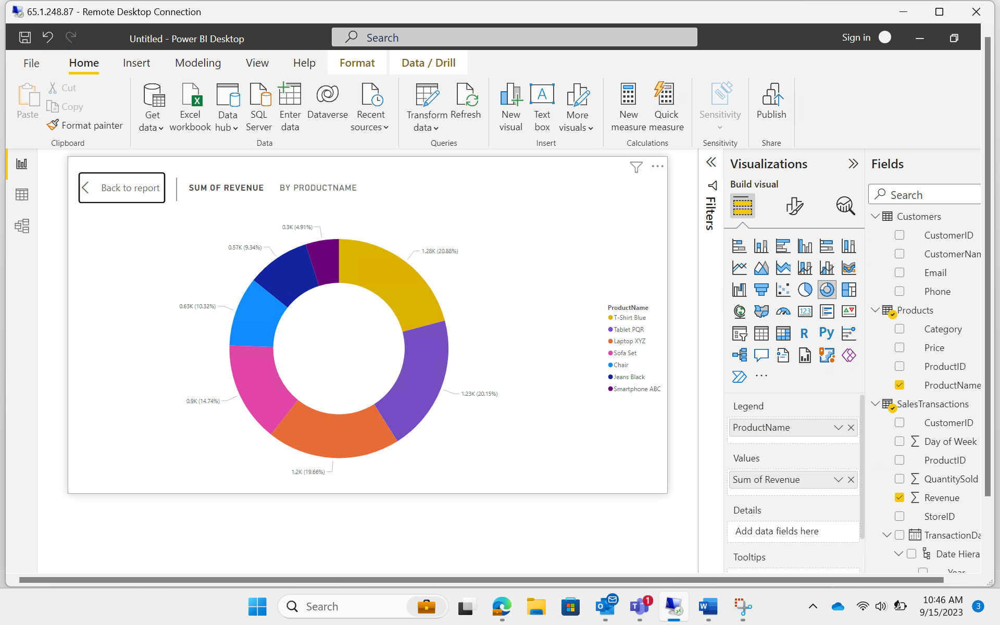 65.1.248.87 - Remote Desktop Connection
Untitled - Power BI Desktop
Search
Sign in
File Home Insert Modeling View Help Format Data / Drill
Paste
Cut
Copy
Format painter
Clipboard
Get data
Excel workbook
Data hub
SQL Server
Enter data
Dataverse
Recent sources
Data
Transform data
Refresh
Queries
New visual
Text box
More visuals
Insert
New measure
Quick measure
Calculations
Sensitivity
Sensitivity
Publish
Share
Back to report
SUM OF REVENUE BY PRODUCTNAME
0.3K (4.91%)
0.57K (9.34%)
1.28K (20.88%)
0.63K (10.32%)
0.9K (14.74%)
1.23K (20.15%)
1.2K (19.66%)
ProductName
T-Shirt Blue
Tablet PQR
Laptop XYZ
Sofa Set
Chair
Jeans Black
Smartphone ABC
Filters
Visualizations
Build visual
123
R
Py
Legend
ProductName
Values
Sum of Revenue
Details
Add data fields here
Tooltips
Fields
Search
Customers
CustomerID
CustomerNam
Email
Phone
Products
Category
Price
ProductID
ProductName
SalesTransactions
CustomerID
Day of Week
ProductID
QuantitySold
Revenue
StoreID
TransactionDa
Date Hiera
Year
Search
1
10:46 AM
9/15/2023
3